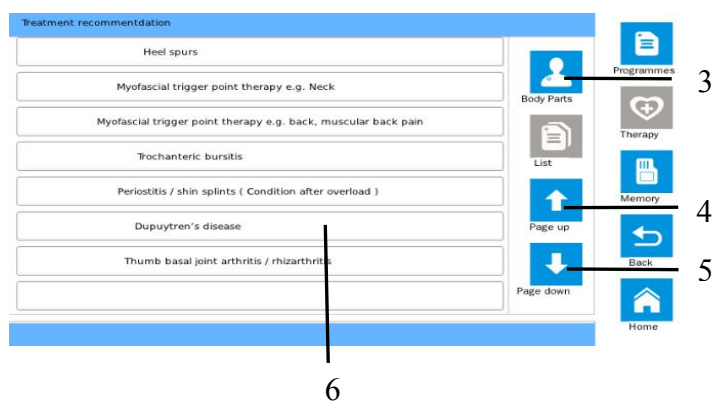 Treatment recommentdation
Heel spurs
Myofascial trigger point therapy e.g. Neck
Myofascial trigger point therapy e.g. back, muscular back pain
Trochanteric bursitis
Periostitis / shin splints ( Condition after overload )
Dupuytren's disease
Thumb basal joint arthritis / rhizarthritis
Body Parts
List
Page up
Page down
Programmes
Therapy
Memory
Back
Home
3
4
5
6